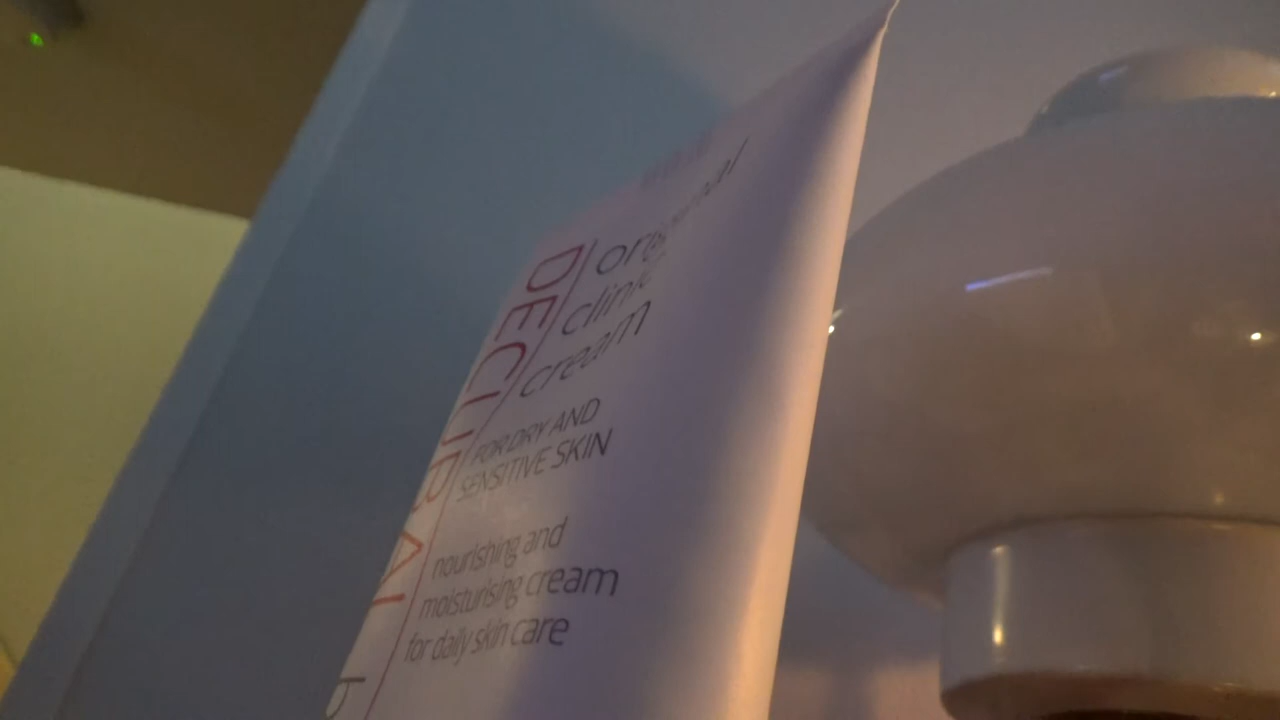 DECUBAL
clinic
cream
FOR DRY AND
SENSITIVE SKIN
nourishing and
moisturising cream
for daily skin care